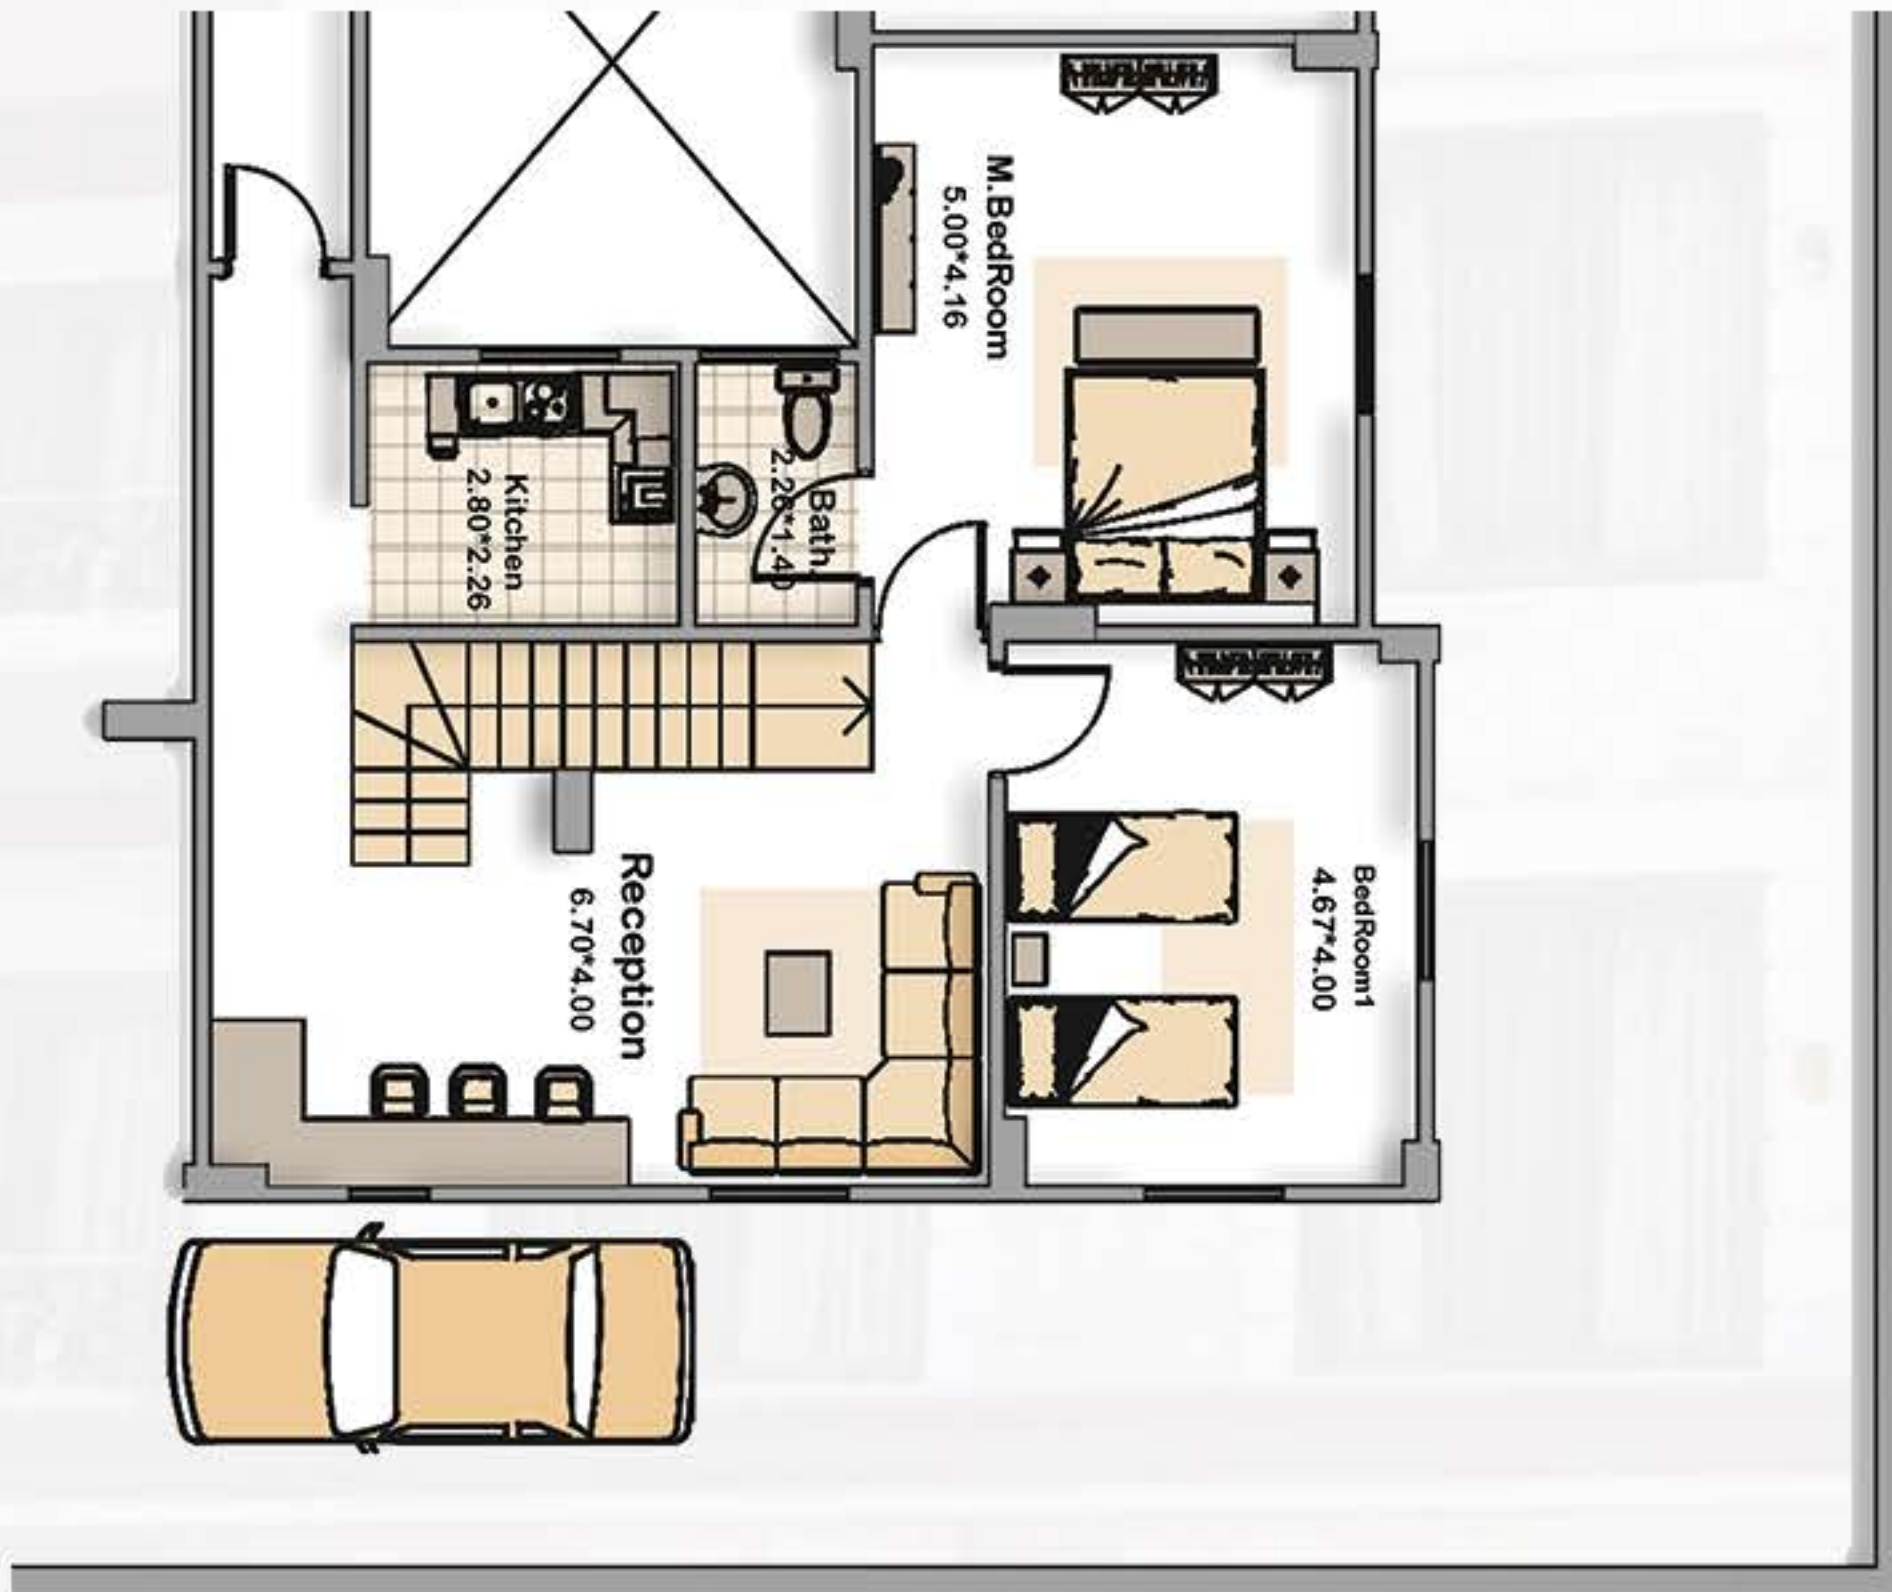 M.BedRoom
5.00*4.16
Kitchen
2.80*2.26
Bath.
2.26*1.40
Reception
6.70*4.00
BedRoom1
4.67*4.00